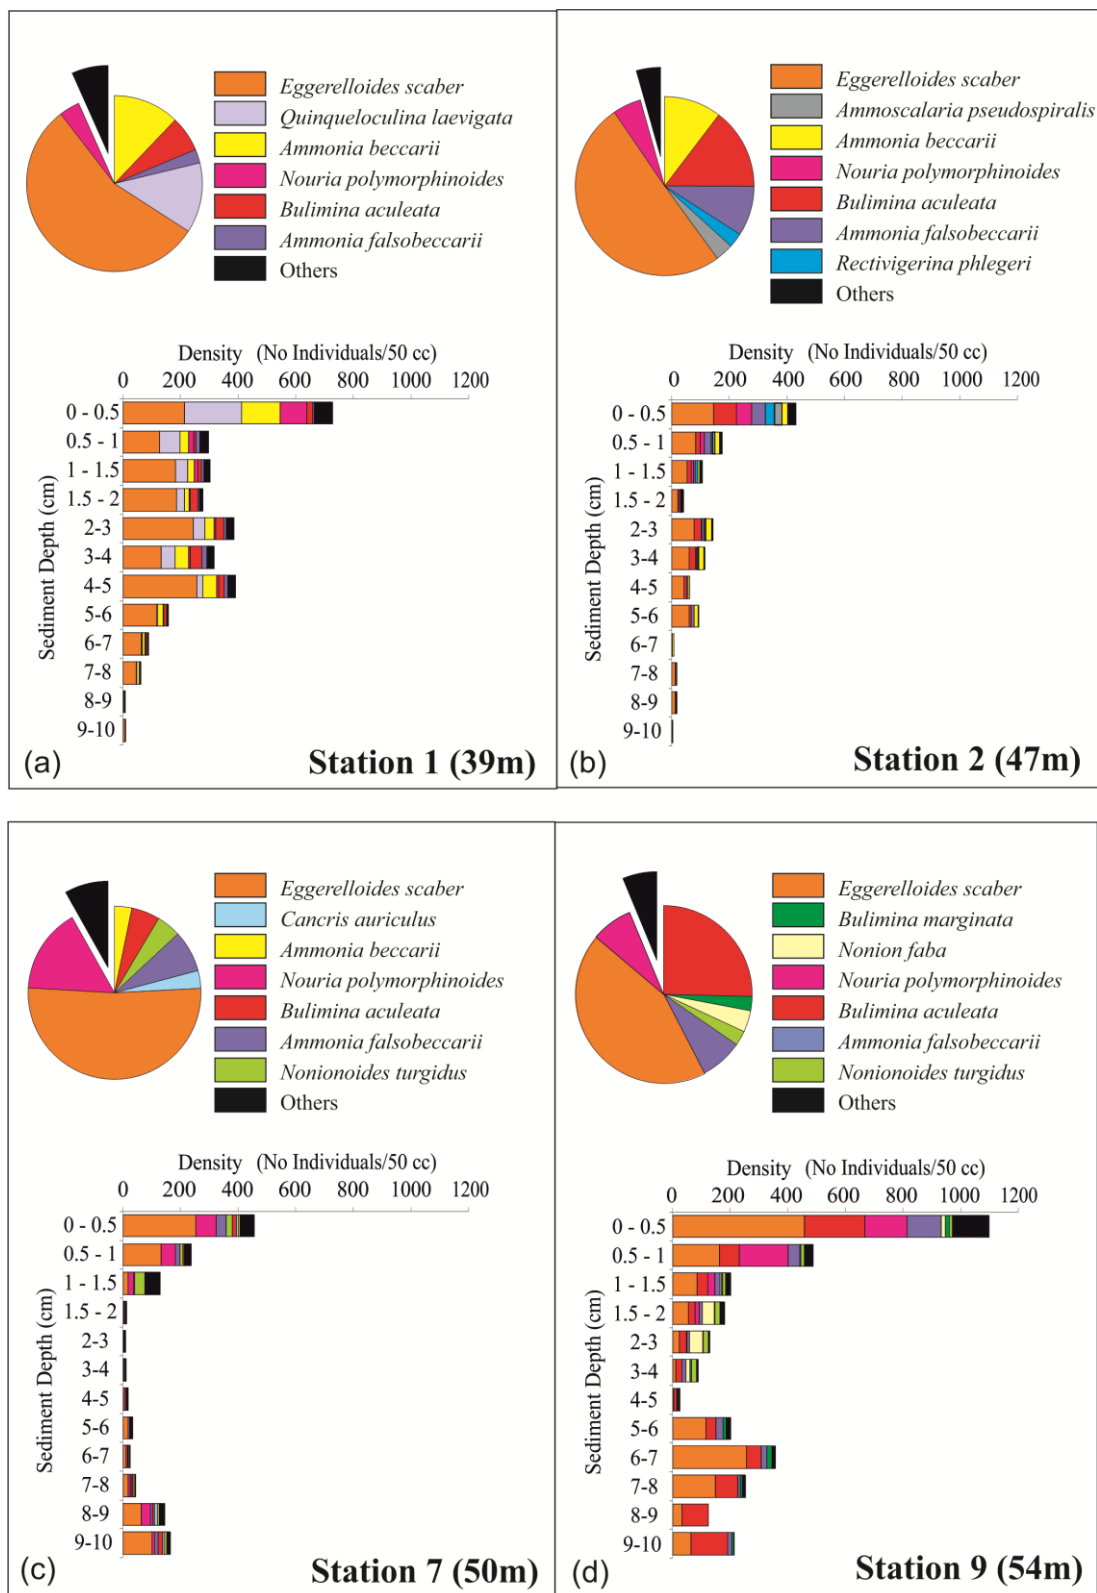 Eggerelloides scaber
Quinqueloculina laevigata
Ammonia beccarii
Nouria polymorphinoides
Bulimina aculeata
Ammonia falsobeccarii
Others
Density (No Individuals/50 cc)
0 200 400 600 800 1000 1200
Sediment Depth (cm)
0 - 0.5
0.5 - 1
1 - 1.5
1.5 - 2
2-3
3-4
4-5
5-6
6-7
7-8
8-9
9-10
(a) Station 1 (39m)
Eggerelloides scaber
Ammoscalaria pseudospiralis
Ammonia beccarii
Nouria polymorphinoides
Bulimina aculeata
Ammonia falsobeccarii
Rectivigerina phlegeri
Others
Density (No Individuals/50 cc)
0 200 400 600 800 1000 1200
Sediment Depth (cm)
0 - 0.5
0.5 - 1
1 - 1.5
1.5 - 2
2-3
3-4
4-5
5-6
6-7
7-8
8-9
9-10
(b) Station 2 (47m)
Eggerelloides scaber
Cancris auriculus
Ammonia beccarii
Nouria polymorphinoides
Bulimina aculeata
Ammonia falsobeccarii
Nonionoides turgidus
Others
Density (No Individuals/50 cc)
0 200 400 600 800 1000 1200
Sediment Depth (cm)
0 - 0.5
0.5 - 1
1 - 1.5
1.5 - 2
2-3
3-4
4-5
5-6
6-7
7-8
8-9
9-10
(c) Station 7 (50m)
Eggerelloides scaber
Bulimina marginata
Nonion faba
Nouria polymorphinoides
Bulimina aculeata
Ammonia falsobeccarii
Nonionoides turgidus
Others
Density (No Individuals/50 cc)
0 200 400 600 800 1000 1200
Sediment Depth (cm)
0 - 0.5
0.5 - 1
1 - 1.5
1.5 - 2
2-3
3-4
4-5
5-6
6-7
7-8
8-9
9-10
(d) Station 9 (54m)